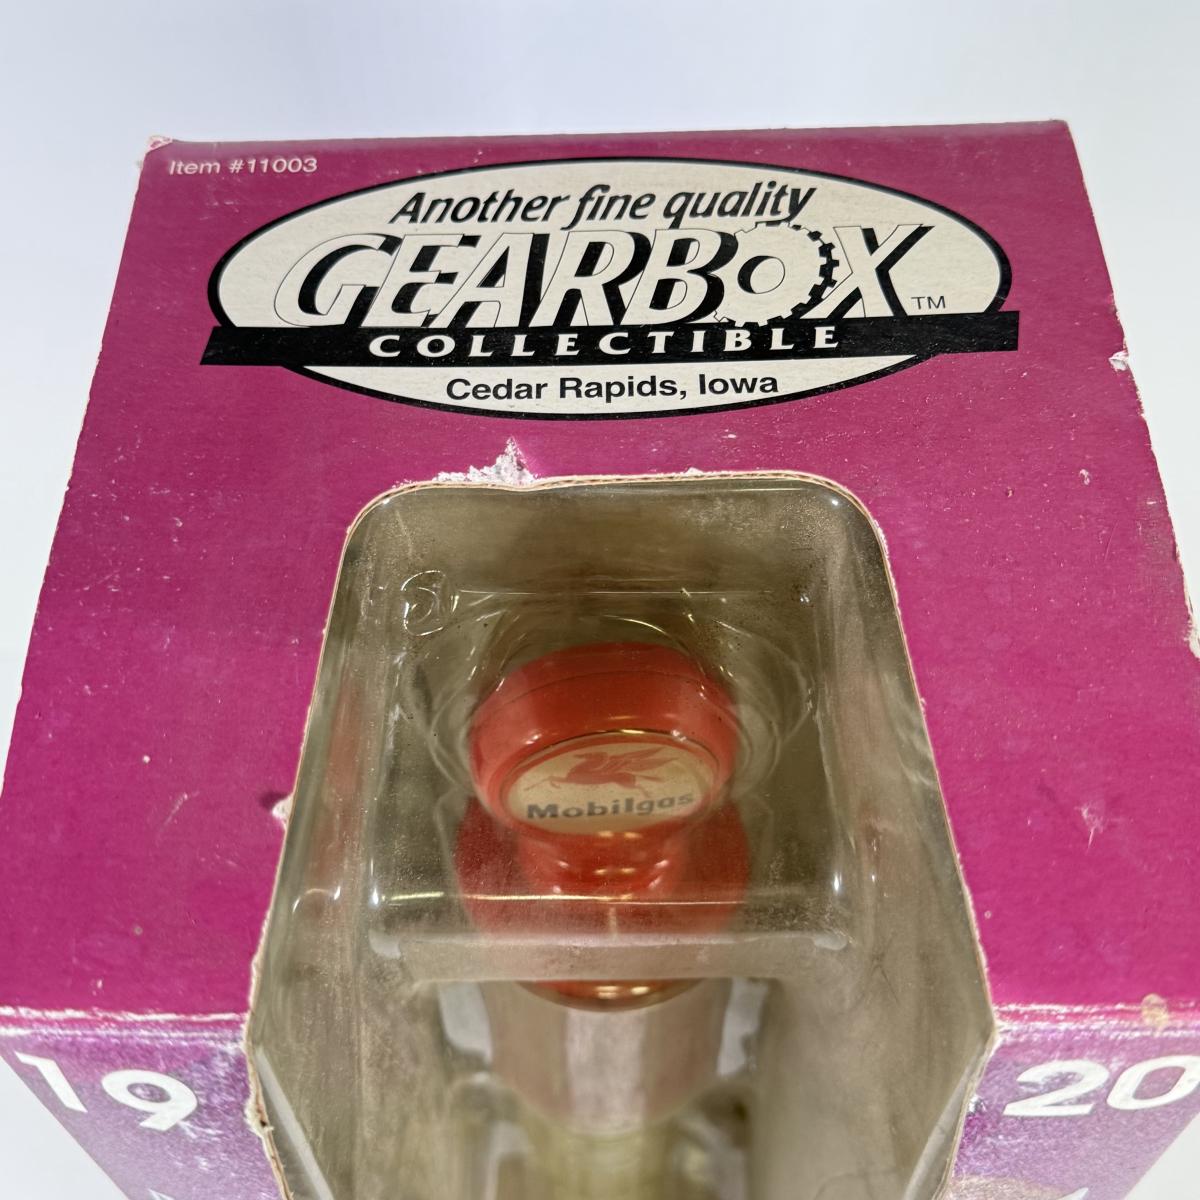 Item #11003
Another fine quality
GEARBOX
TM
COLLECTIBLE
Cedar Rapids, Iowa
Mobilgas
19 20